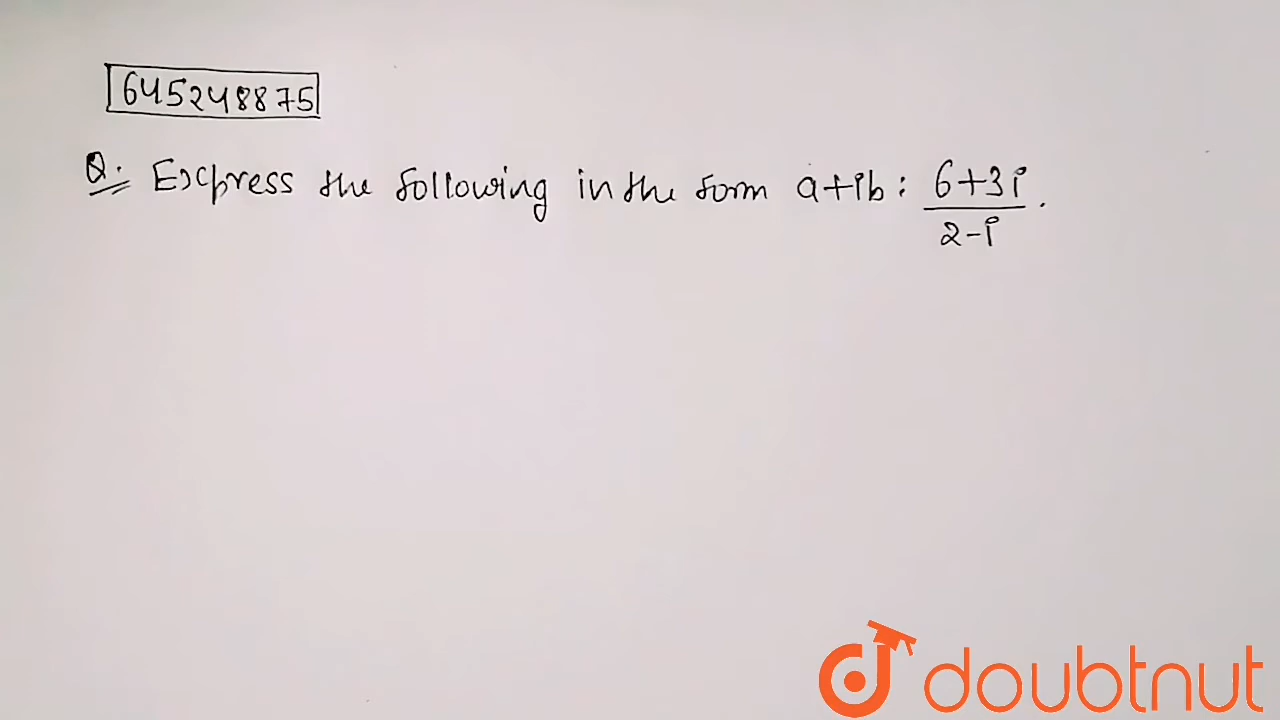 645248875
Q. Express the following in the form a+ib: 6+3i/2-i.
doubtnut